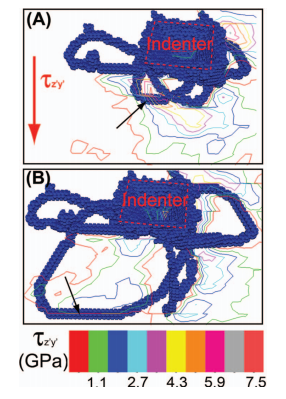 (A)
Indenter
τz'y'
(B)
Indenter
τz'y'
(GPa)
1.1 2.7 4.3 5.9 7.5